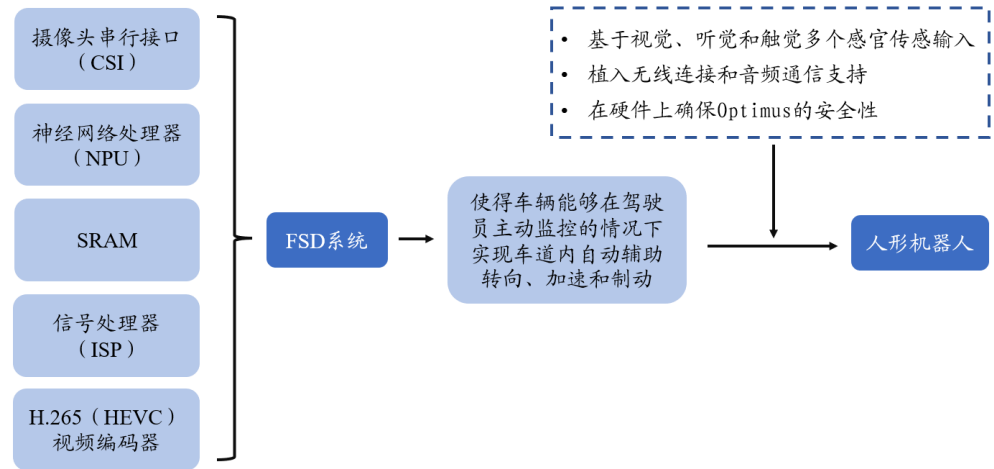 摄像头串行接口
（CSI）
神经网络处理器
（NPU）
SRAM
信号处理器
（ISP）
H.265（HEVC）
视频编码器
FSD系统
使得车辆能够在驾驶
员主动监控的情况下
实现车道内自动辅助
转向、加速和制动
• 基于视觉、听觉和触觉多个感官传感输入
• 植入无线连接和音频通信支持
• 在硬件上确保Optimus的安全性
人形机器人